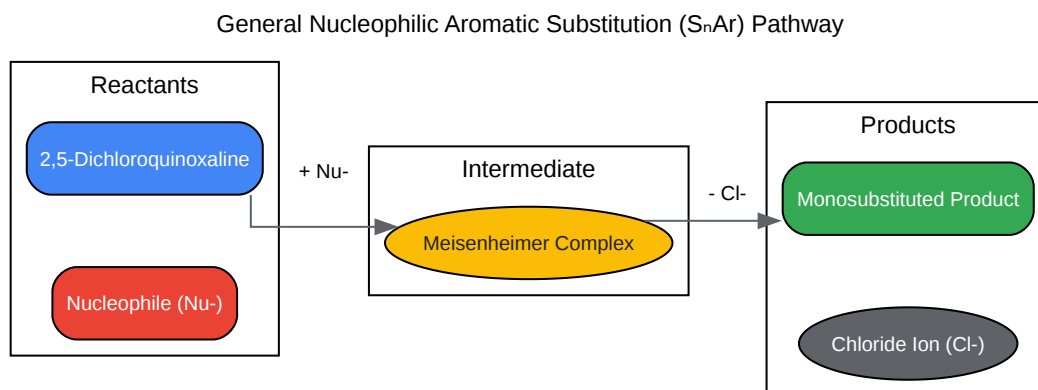 General Nucleophilic Aromatic Substitution (SₙAr) Pathway
Reactants
2,5-Dichloroquinoxaline
Nucleophile (Nu-)
+ Nu-
Intermediate
Meisenheimer Complex
- Cl-
Products
Monosubstituted Product
Chloride Ion (Cl-)